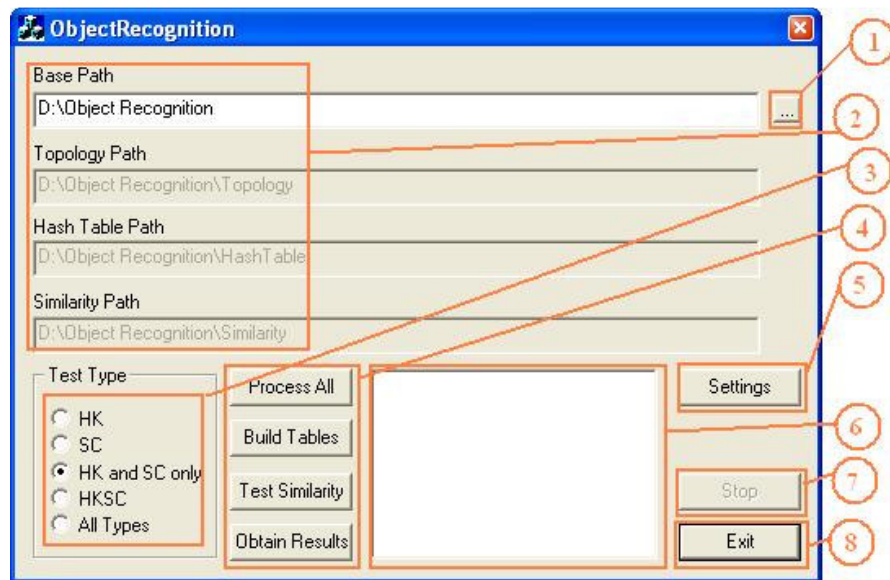 ObjectRecognition
1
Base Path
D:\Object Recognition
...
2
Topology Path
D:\Object Recognition\Topology
3
Hash Table Path
D:\Object Recognition\HashTable
4
Similarity Path
D:\Object Recognition\Similarity
5
Test Type
HK
SC
HK and SC only
HKSC
All Types
Process All
Build Tables
Test Similarity
Obtain Results
Settings
6
Stop
7
Exit
8